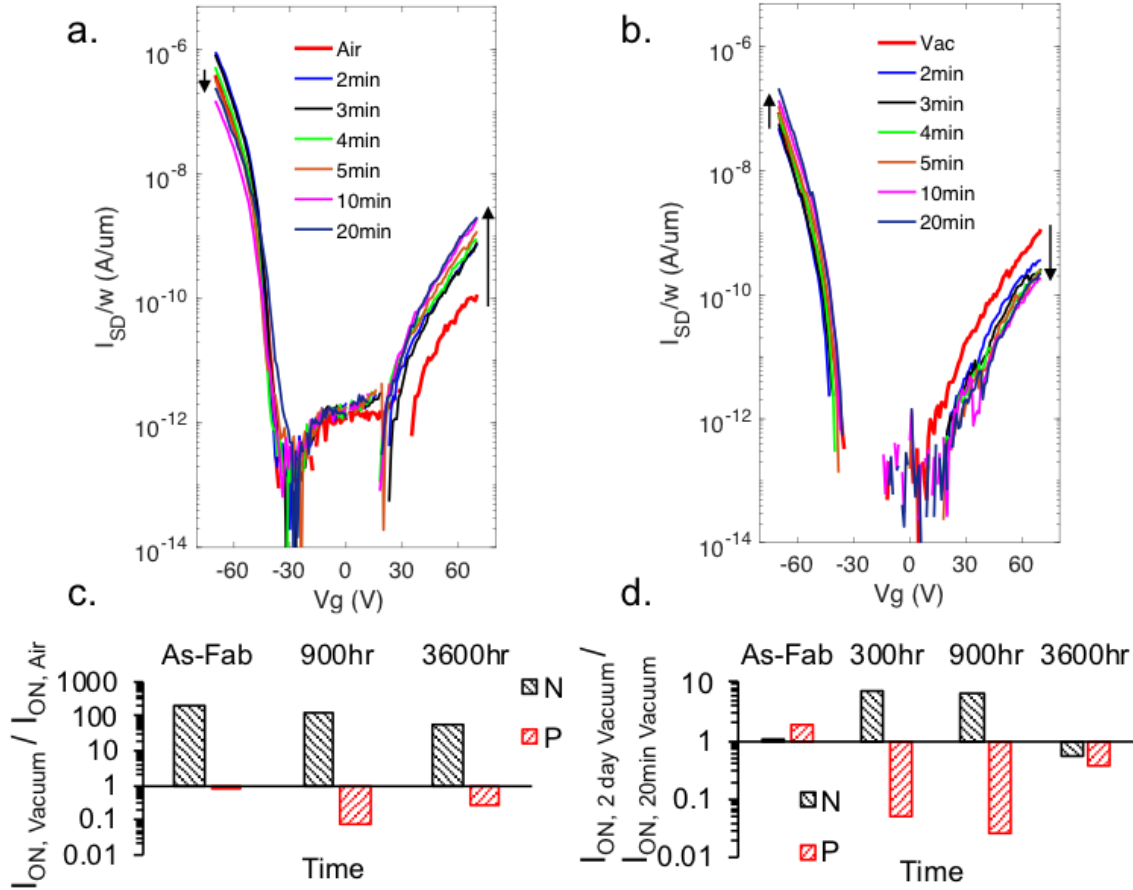 a.
10^-6
10^-8
10^-10
10^-12
10^-14
I_SD/w (A/um)
Air
2min
3min
4min
5min
10min
20min
-60 -30 0 30 60
Vg (V)
b.
10^-6
10^-8
10^-10
10^-12
10^-14
I_SD/w (A/um)
Vac
2min
3min
4min
5min
10min
20min
-60 -30 0 30 60
Vg (V)
c.
As-Fab 900hr 3600hr
1000
100
10
1
0.1
0.01
I_ON, Vacuum / I_ON, Air
N
P
Time
d.
As-Fab 300hr 900hr 3600hr
10
1
0.1
0.01
I_ON, 2 day Vacuum/
I_ON, 20min Vacuum
N
P
Time